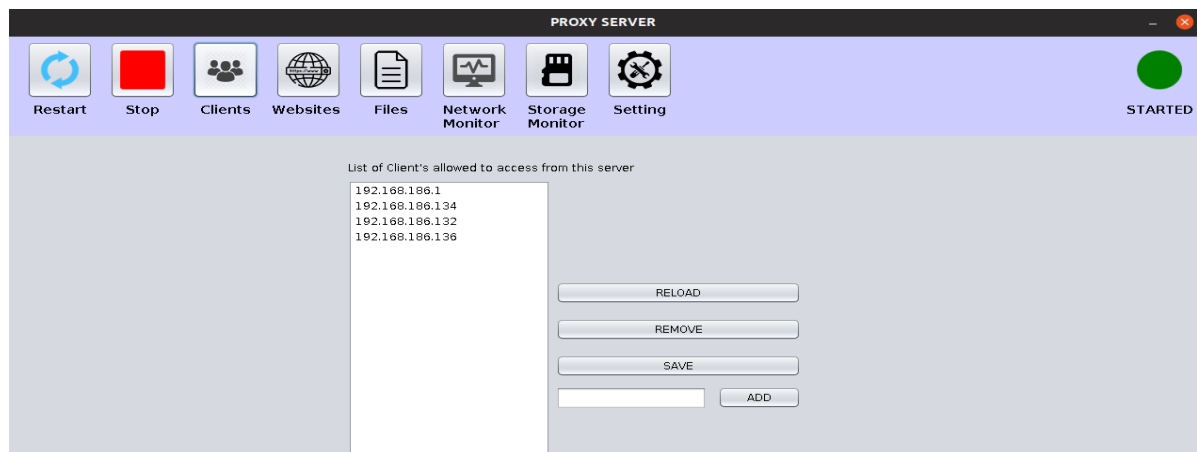 PROXY SERVER
https://www
Restart
Stop
Clients
Websites
Files
Network
Monitor
Storage
Monitor
Setting
STARTED
List of Client's allowed to access from this server
192.168.186.1
192.168.186.134
192.168.186.132
192.168.186.136
RELOAD
REMOVE
SAVE
ADD